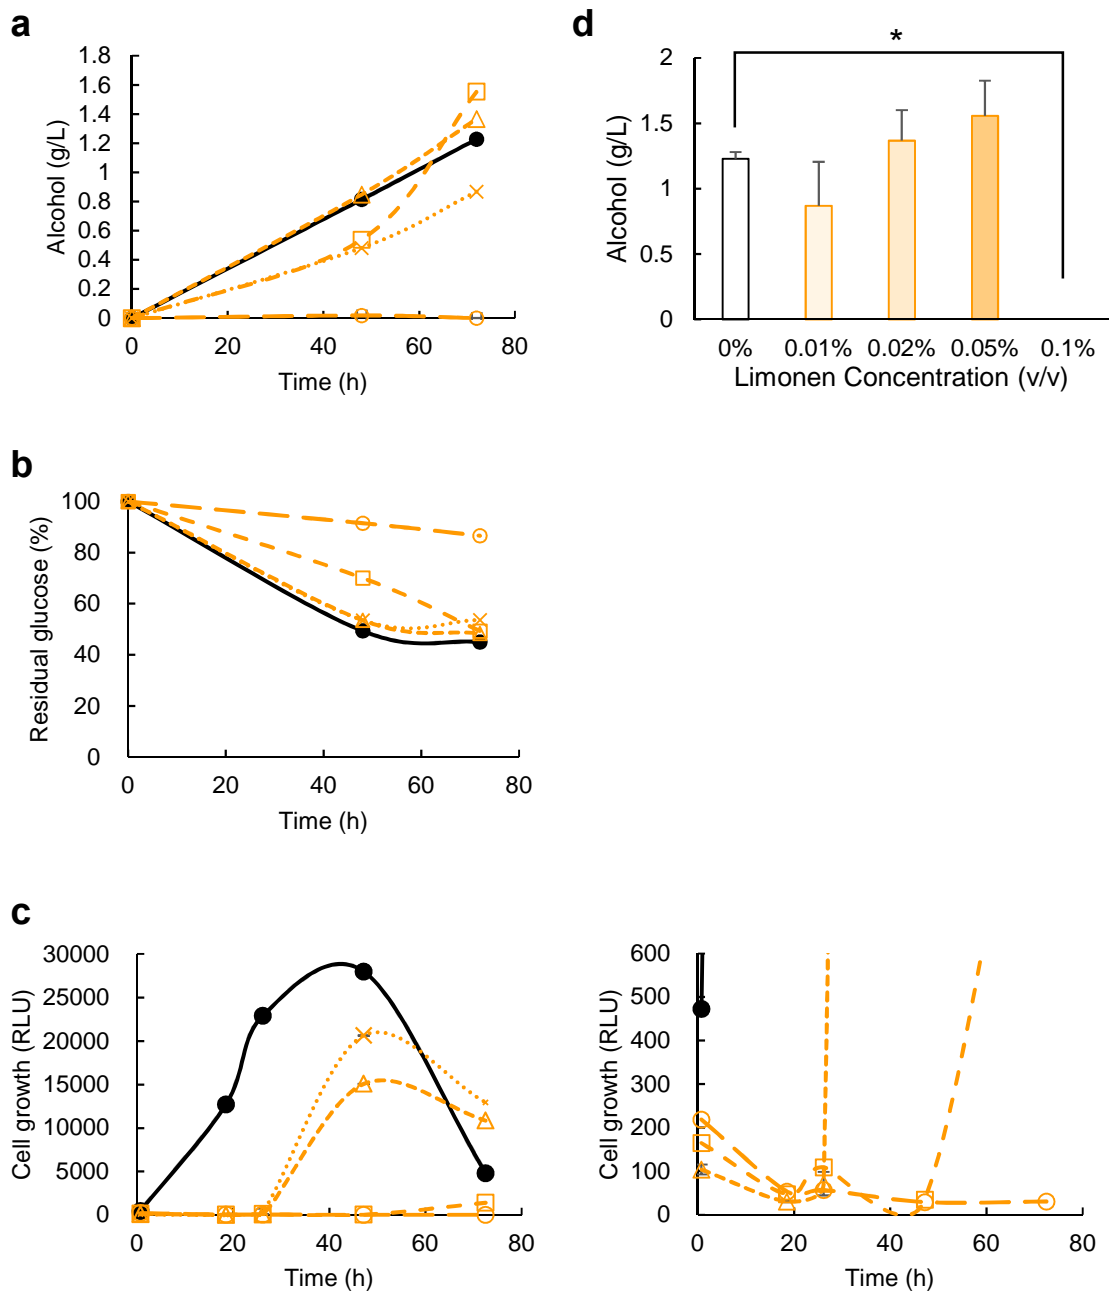 a
Alcohol (g/L)
1.8
1.6
1.4
1.2
1
0.8
0.6
0.4
0.2
0
0 20 40 60 80
Time (h)
d
*
Alcohol (g/L)
2
1.5
1
0.5
0
0% 0.01% 0.02% 0.05% 0.1%
Limonen Concentration (v/v)
b
Residual glucose (%)
100
80
60
40
20
0
0 20 40 60 80
Time (h)
c
Cell growth (RLU)
30000
25000
20000
15000
10000
5000
0
0 20 40 60 80
Time (h)
Cell growth (RLU)
600
500
400
300
200
100
0
0 20 40 60 80
Time (h)